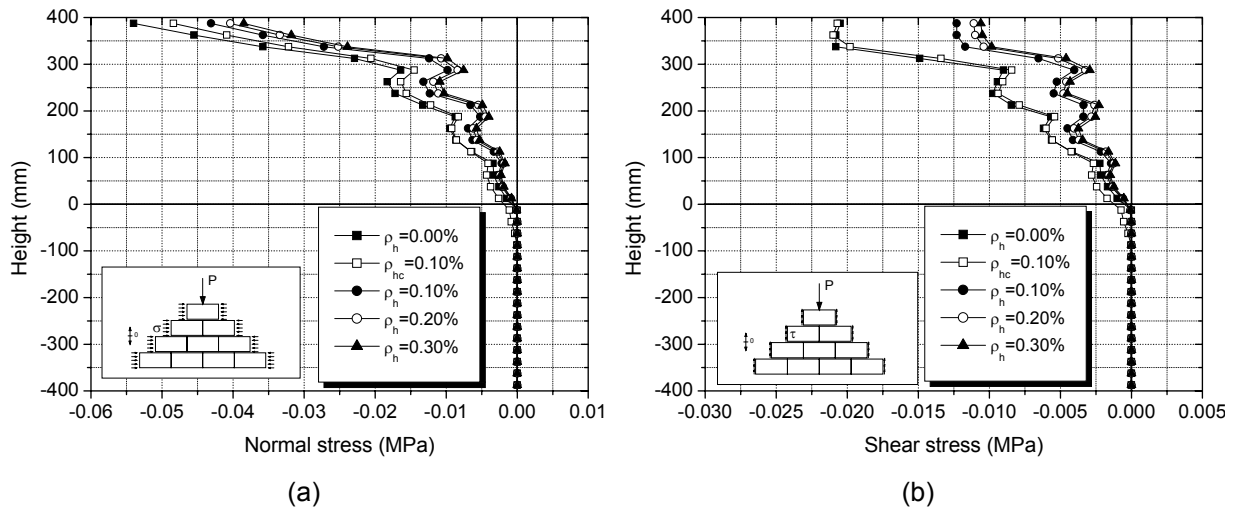 400
300
200
100
0
-100
-200
-300
-400
Height (mm)
-0.06 -0.05 -0.04 -0.03 -0.02 -0.01 0.00 0.01
Normal stress (MPa)
P
σ
0
ρh=0.00%
ρhc=0.10%
ρh=0.10%
ρh=0.20%
ρh=0.30%
(a)
400
300
200
100
0
-100
-200
-300
-400
Height (mm)
-0.030 -0.025 -0.020 -0.015 -0.010 -0.005 0.000 0.005
Shear stress (MPa)
P
τ
0
ρh=0.00%
ρhc=0.10%
ρh=0.10%
ρh=0.20%
ρh=0.30%
(b)